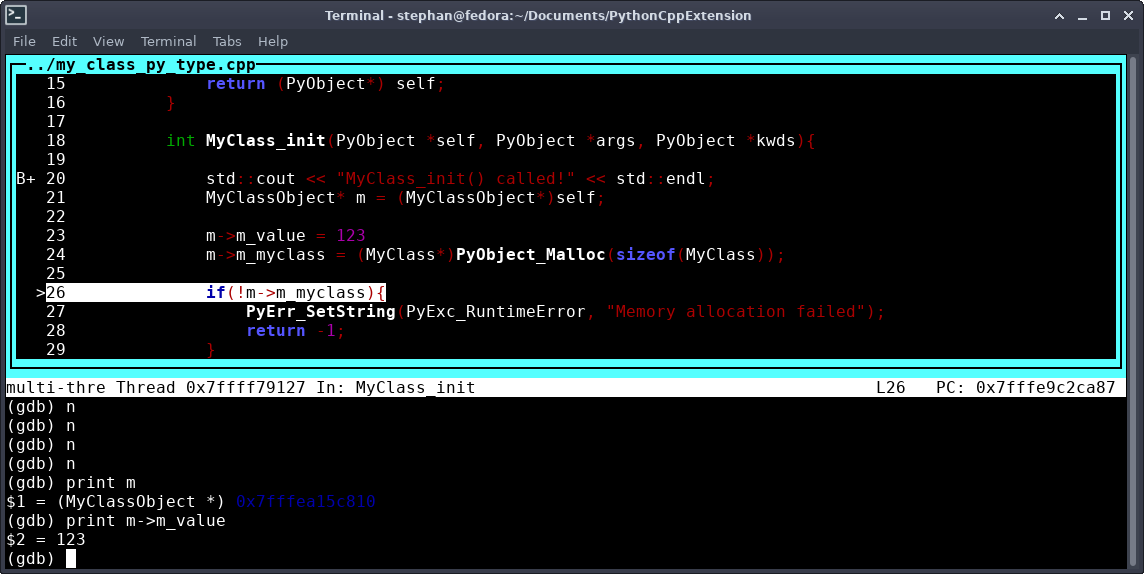 Terminal - stephan@fedora:~/Documents/PythonCppExtension
File Edit View Terminal Tabs Help
../my_class_py_type.cpp
15 return (PyObject*) self;
16 }
17
18 int MyClass_init(PyObject *self, PyObject *args, PyObject *kwds){
19
B+ 20 std::cout << "MyClass_init() called!" << std::endl;
21 MyClassObject* m = (MyClassObject*)self;
22
23 m->m_value = 123
24 m->m_myclass = (MyClass*)PyObject_Malloc(sizeof(MyClass));
25
>26 if(!m->m_myclass){
27 PyErr_SetString(PyExc_RuntimeError, "Memory allocation failed");
28 return -1;
29 }
multi-thre Thread 0x7ffff79127 In: MyClass_init L26 PC: 0x7fffe9c2ca87
(gdb) n
(gdb) n
(gdb) n
(gdb) n
(gdb) print m
$1 = (MyClassObject *) 0x7fffea15c810
(gdb) print m->m_value
$2 = 123
(gdb)